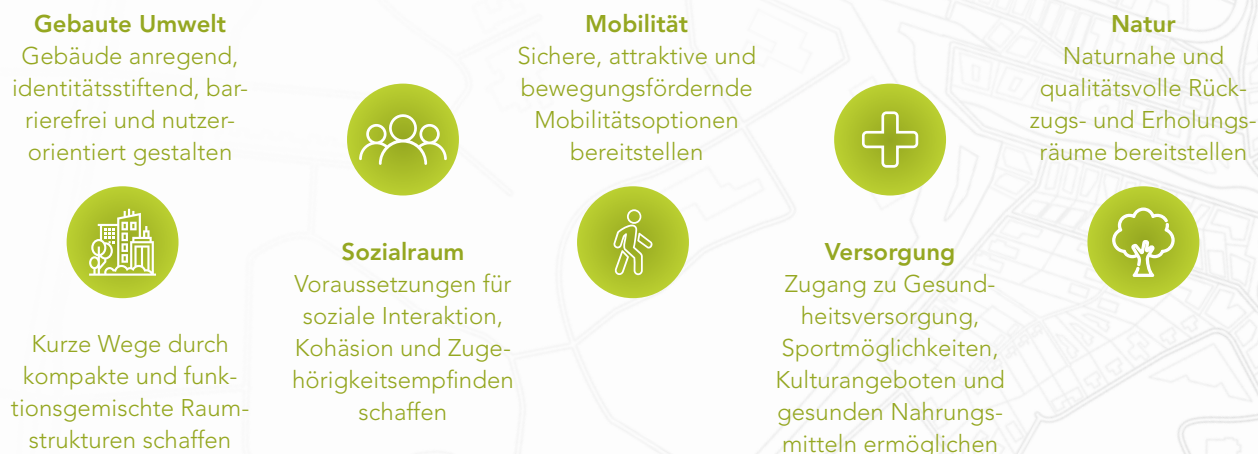 Gebaute Umwelt
Gebäude anregend,
identitätsstiftend, bar-
rierefrei und nutzer-
orientiert gestalten
Kurze Wege durch
kompakte und funk-
tionsgemischte Raum-
strukturen schaffen
Sozialraum
Voraussetzungen für
soziale Interaktion,
Kohäsion und Zuge-
hörigkeitsempfinden
schaffen
Mobilität
Sichere, attraktive und
bewegungsfördernde
Mobilitätsoptionen
bereitstellen
Versorgung
Zugang zu Gesund-
heitsversorgung,
Sportmöglichkeiten,
Kulturangeboten und
gesunden Nahrungs-
mitteln ermöglichen
Natur
Naturnahe und
qualitätsvolle Rück-
zugs- und Erholungs-
räume bereitstellen